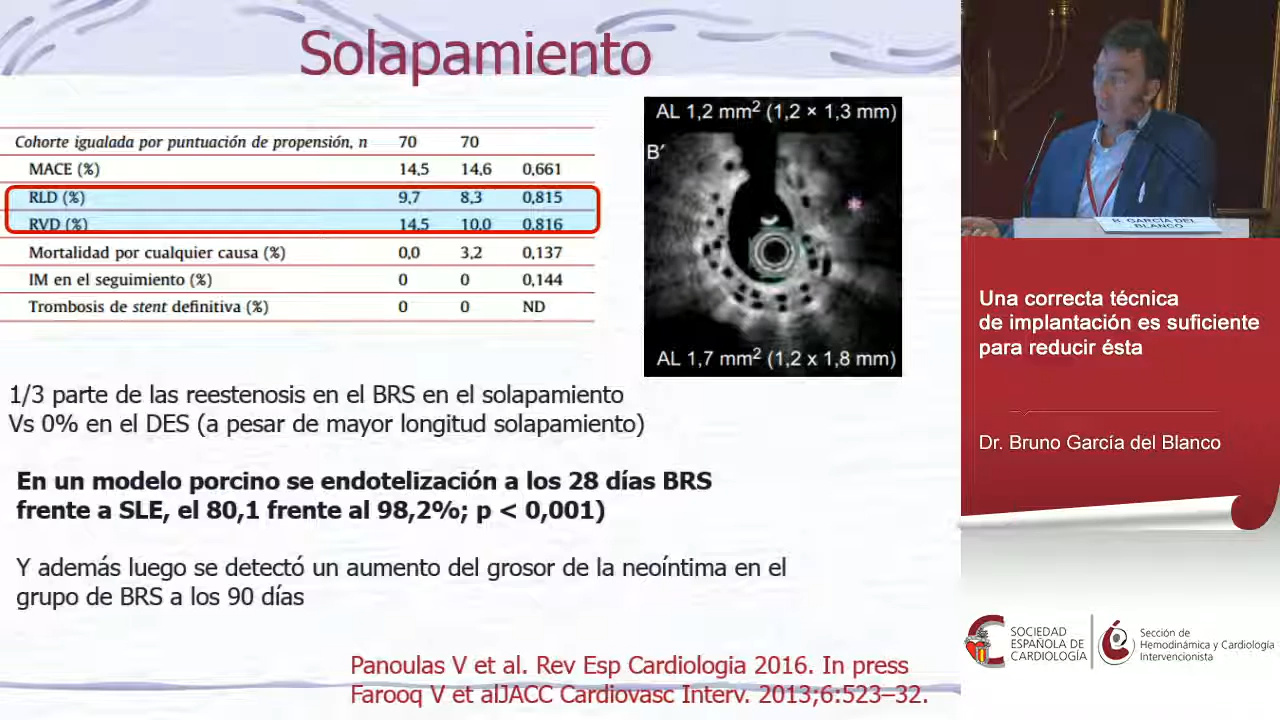 Solapamiento
Cohorte igualada por puntuación de propensión, n 70 70
MACE (%) 14,5 14,6 0,661
RLD (%) 9,7 8,3 0,815
RVD (%) 14,5 10,0 0,816
Mortalidad por cualquier causa (%) 0,0 3,2 0,137
IM en el seguimiento (%) 0 0 0,144
Trombosis de stent definitiva (%) 0 0 ND
AL 1,2 mm² (1,2 × 1,3 mm)
B′
*
AL 1,7 mm² (1,2 x 1,8 mm)
1/3 parte de las reestenosis en el BRS en el solapamiento
Vs 0% en el DES (a pesar de mayor longitud solapamiento)
En un modelo porcino se endotelización a los 28 días BRS
frente a SLE, el 80,1 frente al 98,2%; p < 0,001)
Y además luego se detectó un aumento del grosor de la neoíntima en el
grupo de BRS a los 90 días
Panoulas V et al. Rev Esp Cardiologia 2016. In press
Farooq V et alJACC Cardiovasc Interv. 2013;6:523–32.
B. GARCÍA DEL
BLANCO
Una correcta técnica
de implantación es suficiente
para reducir ésta
Dr. Bruno García del Blanco
SOCIEDAD
ESPAÑOLA DE
CARDIOLOGÍA
Sección de
Hemodinámica y Cardiología
Intervencionista